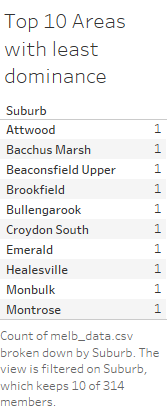 Top 10 Areas
with least
dominance
Suburb
Attwood 1
Bacchus Marsh 1
Beaconsfield Upper 1
Brookfield 1
Bullengarook 1
Croydon South 1
Emerald 1
Healesville 1
Monbulk 1
Montrose 1
Count of melb_data.csv
broken down by Suburb. The
view is filtered on Suburb,
which keeps 10 of 314
members.